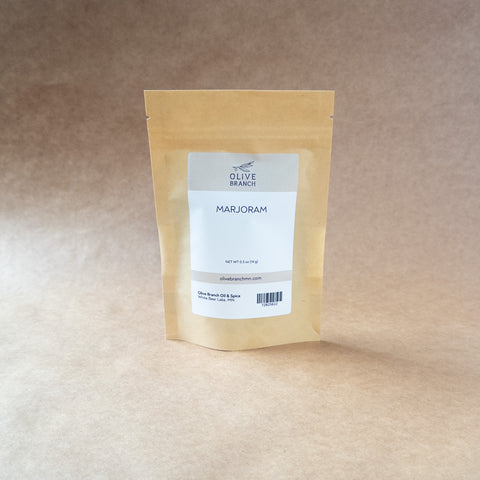 OLIVE
BRANCH
MARJORAM
NET WT 0.5 oz (14 g)
olivebranchmn.com
Olive Branch Oil & Spice
White Bear Lake, MN